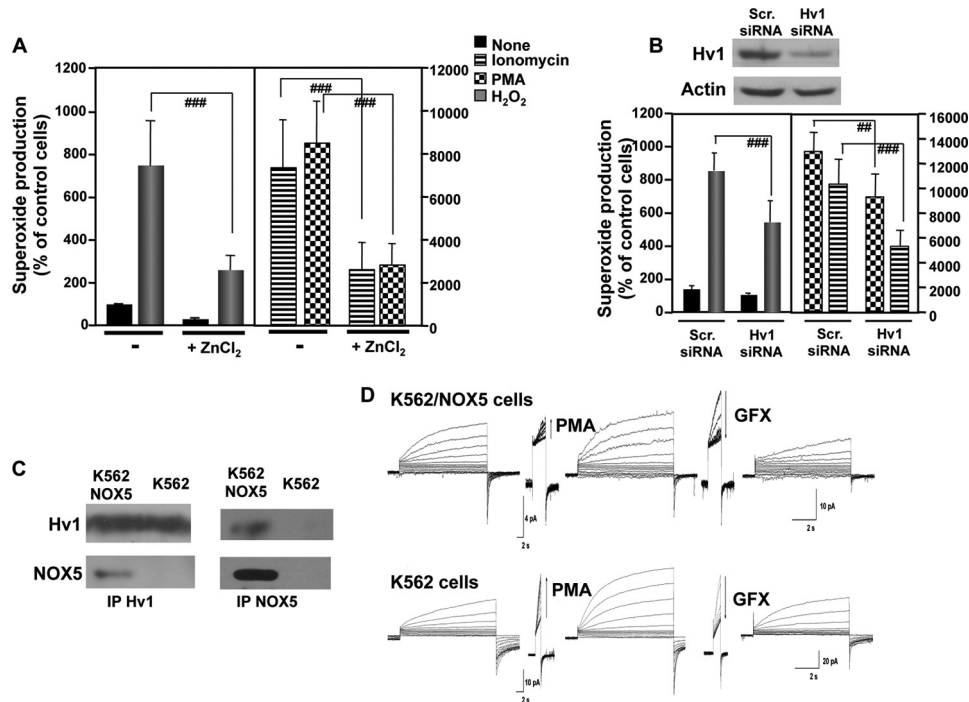 A
None
Ionomycin
PMA
H₂O₂
Superoxide production
(% of control cells)
1200
1000
800
600
400
200
0
12000
10000
8000
6000
4000
2000
0
###
###
###
-
+ ZnCl₂
-
+ ZnCl₂
B
Scr.
siRNA
Hv1
siRNA
Hv1
Actin
Superoxide production
(% of control cells)
1200
1000
800
600
400
200
0
16000
14000
12000
10000
8000
6000
4000
2000
0
###
##
###
Scr.
siRNA
Hv1
siRNA
Scr.
siRNA
Hv1
siRNA
C
K562
NOX5
K562
K562
NOX5
K562
Hv1
NOX5
IP Hv1
IP NOX5
D
K562/NOX5 cells
PMA
GFX
4 pA
2 s
10 pA
2 s
K562 cells
PMA
GFX
10 pA
2 s
20 pA
2 s